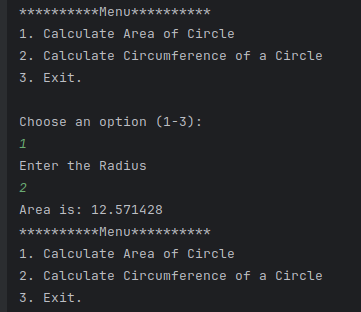 **********Menu**********
1. Calculate Area of Circle
2. Calculate Circumference of a Circle
3. Exit.
Choose an option (1-3):
1
Enter the Radius
2
Area is: 12.571428
**********Menu**********
1. Calculate Area of Circle
2. Calculate Circumference of a Circle
3. Exit.